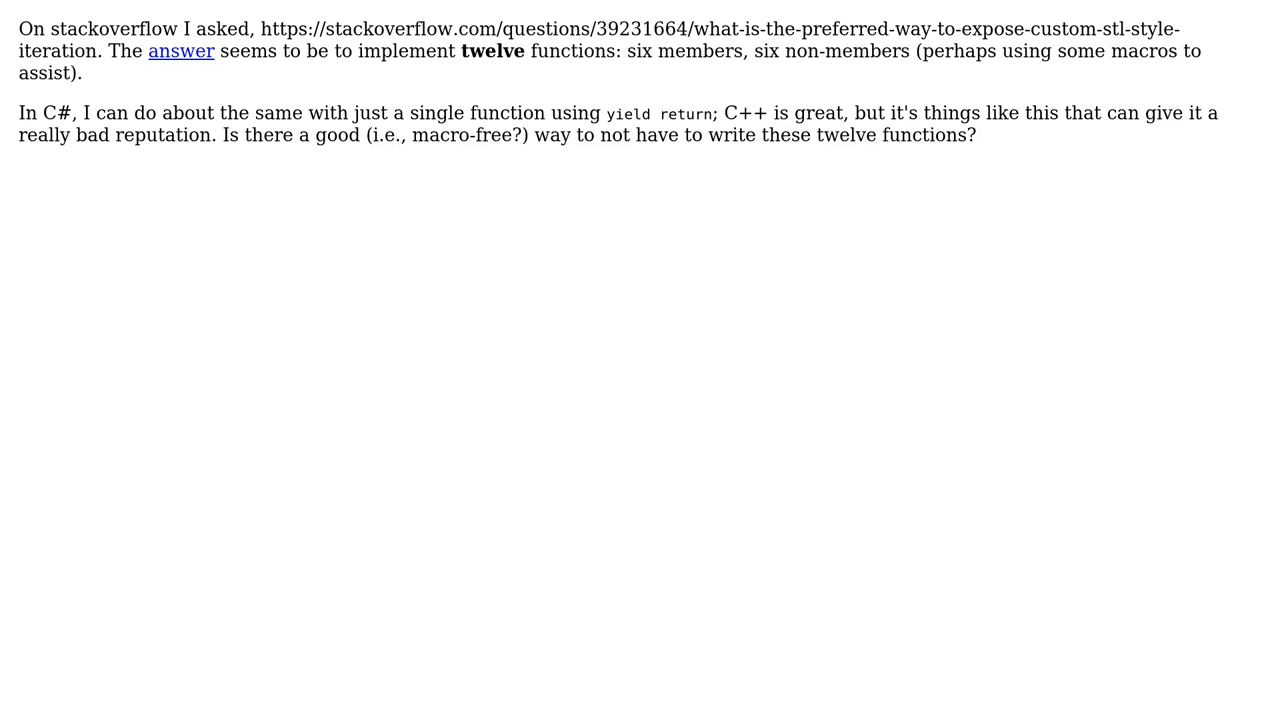 On stackoverflow I asked, https://stackoverflow.com/questions/39231664/what-is-the-preferred-way-to-expose-custom-stl-style-
iteration. The answer seems to be to implement twelve functions: six members, six non-members (perhaps using some macros to
assist).
In C#, I can do about the same with just a single function using yield return; C++ is great, but it's things like this that can give it a
really bad reputation. Is there a good (i.e., macro-free?) way to not have to write these twelve functions?